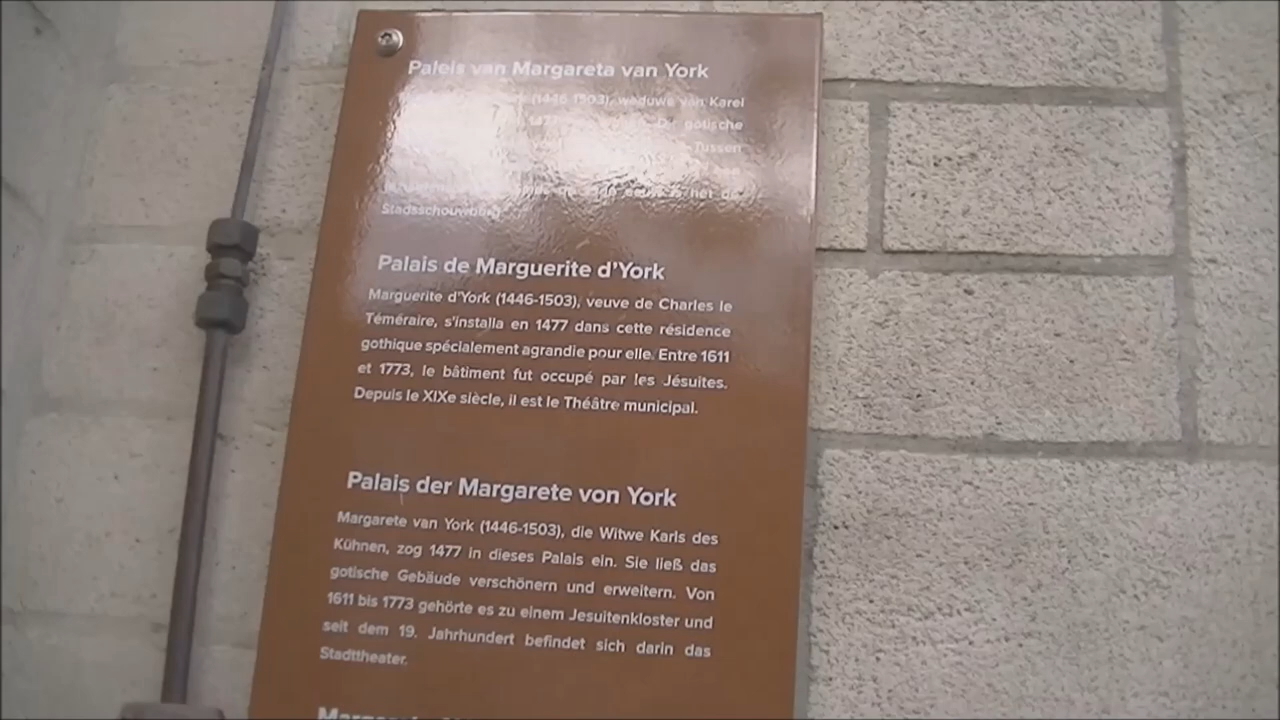 Paleis van Margareta van York
(1446-1503), weduwe van Karel
1477 De gotische
Tussen
is het de
Stadsschouwburg
Palais de Marguerite d'York
Marguerite d'York (1446-1503), veuve de Charles le
Téméraire, s'installa en 1477 dans cette résidence
gothique spécialement agrandie pour elle. Entre 1611
et 1773, le bâtiment fut occupé par les Jésuites.
Depuis le XIXe siècle, il est le Théâtre municipal.
Palais der Margarete von York
Margarete van York (1446-1503), die Witwe Karls des
Kühnen, zog 1477 in dieses Palais ein. Sie ließ das
gotische Gebäude verschönern und erweitern. Von
1611 bis 1773 gehörte es zu einem Jesuitenkloster und
seit dem 19. Jahrhundert befindet sich darin das
Stadttheater.